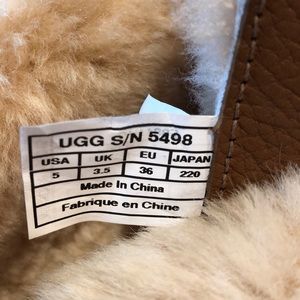 UGG S/N 5498
USA UK EU JAPAN
5 3.5 36 220
Made In China
Fabrique en Chine